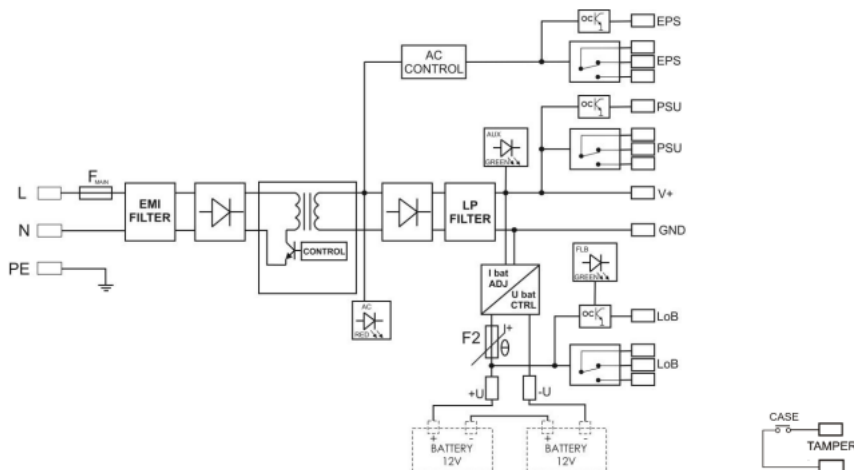 OC
EPS
AC
CONTROL
EPS
OC
PSU
AUX
GREEN
PSU
L
F MAIN
EMI
FILTER
LP
FILTER
V+
N
GND
CONTROL
PE
FLB
GREEN
I bat
ADJ
U bat
CTRL
AC
RED
OC
LoB
F2
I+
θ
LoB
+U
-U
+
-
+
-
BATTERY
12V
BATTERY
12V
CASE
TAMPER